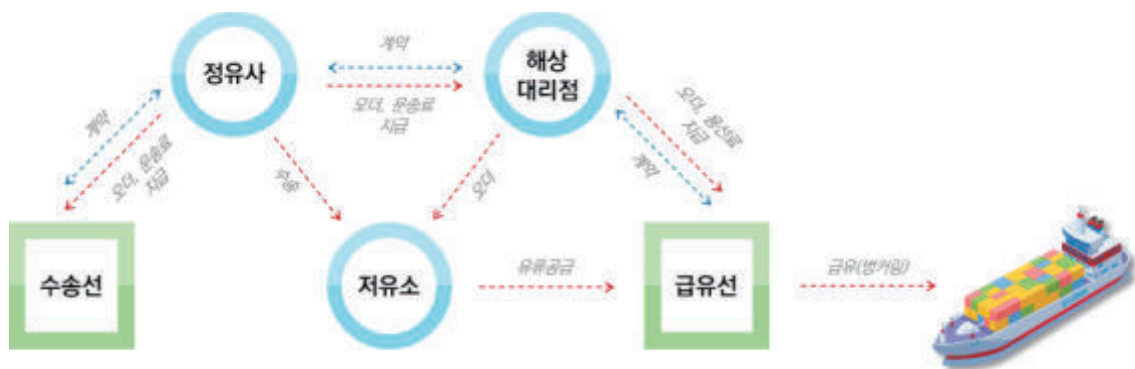 정유사
계약
오더, 운송료
지급
해상
대리점
계약
오더, 운송료
지급
수송
오더
오더, 용선료
지급
계약
수송선
저유소
유류공급
급유선
급유(벙커링)